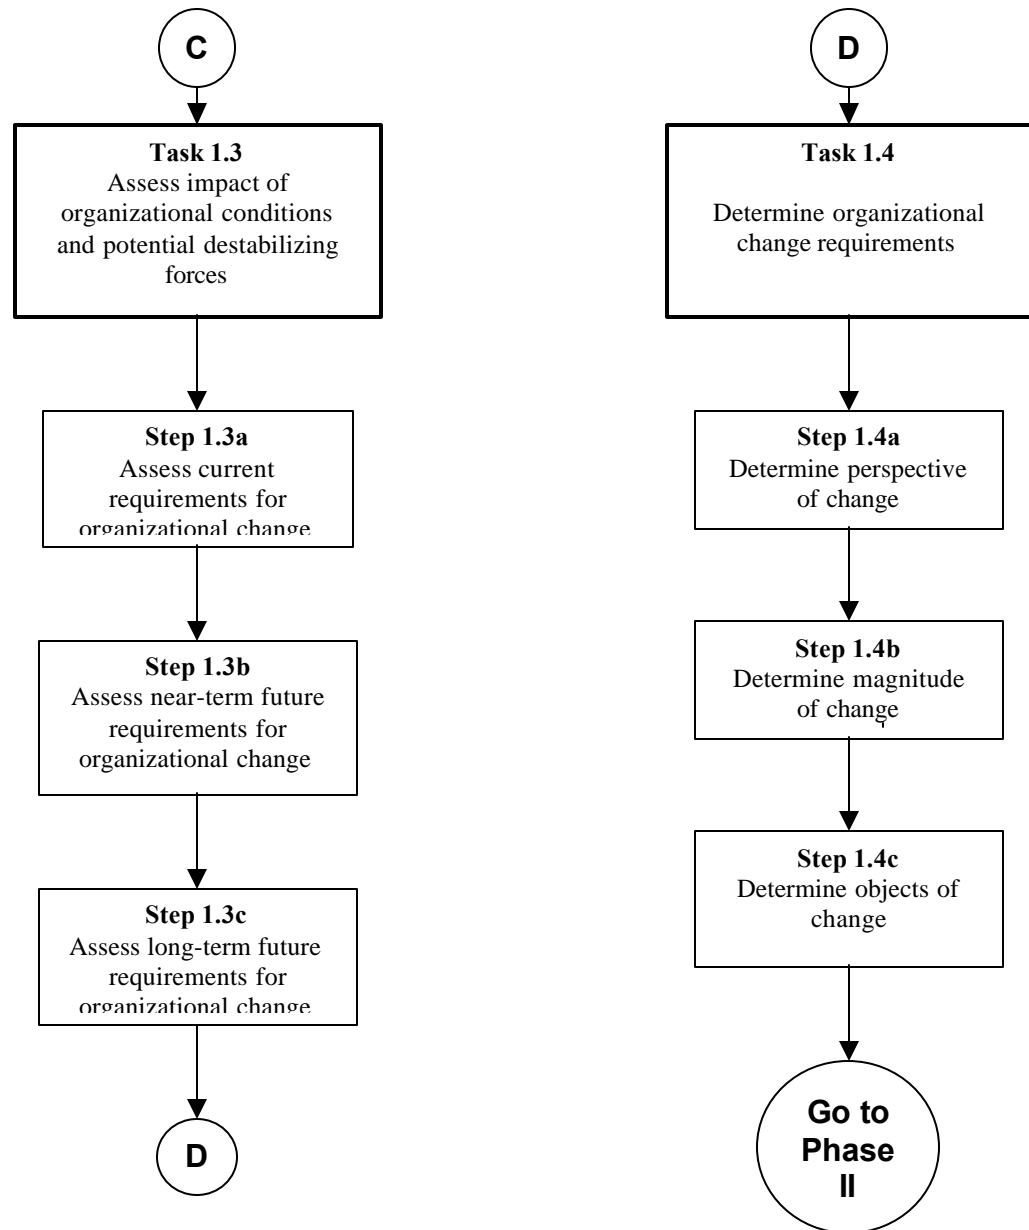 C
Task 1.3
Assess impact of
organizational conditions
and potential destabilizing
forces
Step 1.3a
Assess current
requirements for
organizational change
Step 1.3b
Assess near-term future
requirements for
organizational change
Step 1.3c
Assess long-term future
requirements for
organizational change
D
D
Task 1.4
Determine organizational
change requirements
Step 1.4a
Determine perspective
of change
Step 1.4b
Determine magnitude
of change
Step 1.4c
Determine objects of
change
Go to
Phase
II